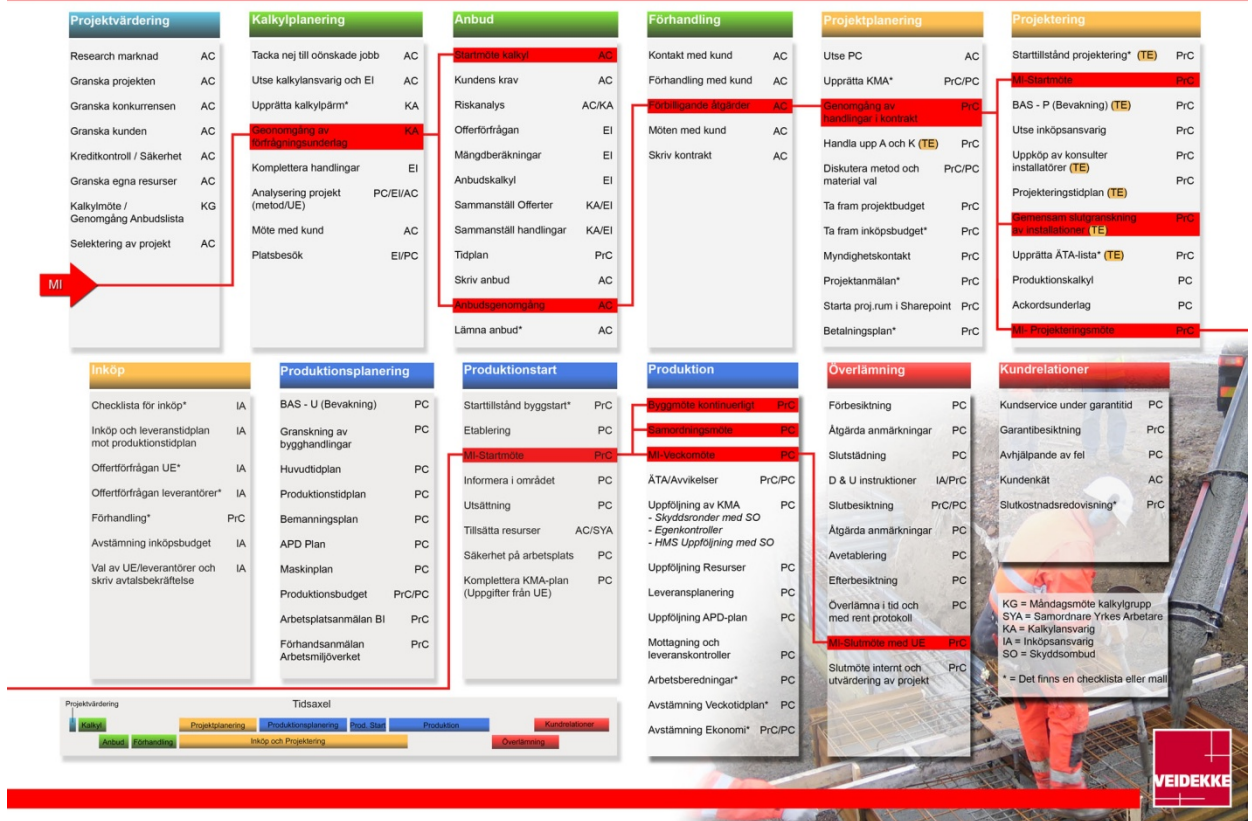 Projektvärdering
Research marknad AC
Granska projekten AC
Granska konkurrensen AC
Granska kunden AC
Kreditkontroll / Säkerhet AC
Granska egna resurser AC
Kalkylmöte / KG
Genomgång Anbudslista
Selektering av projekt AC
MI
Kalkylplanering
Tacka nej till oönskade jobb AC
Utse kalkylansvarig och EI AC
Upprätta kalkylpärm* KA
Geonomgång av KA
förfrågningsunderlag
Komplettera handlingar EI
Analysering projekt PC/EI/AC
(metod/UE)
Möte med kund AC
Platsbesök EI/PC
Anbud
Startmöte kalkyl AC
Kundens krav AC
Riskanalys AC/KA
Offerförfrågan EI
Mängdberäkningar EI
Anbudskalkyl EI
Sammanställ Offerter KA/EI
Sammanställ handlingar KA/EI
Tidplan PrC
Skriv anbud AC
Anbudsgenomgång AC
Lämna anbud* AC
Förhandling
Kontakt med kund AC
Förhandling med kund AC
Förbilligande åtgärder AC
Möten med kund AC
Skriv kontrakt AC
Projektplanering
Utse PC AC
Upprätta KMA* PrC/PC
Genomgång av PrC
handlingar i kontrakt
Handla upp A och K (TE) PrC
Diskutera metod och PrC/PC
material val
Ta fram projektbudget PrC
Ta fram inköpsbudget* PrC
Myndighetskontakt PrC
Projektanmälan* PrC
Starta proj.rum i Sharepoint PrC
Betalningsplan* PrC
Projektering
Starttillstånd projektering* (TE) PrC
MI-Startmöte PrC
BAS - P (Bevakning) (TE) PrC
Utse inköpsansvarig PrC
Uppköp av konsulter PrC
installatörer (TE)
PrC
Projekteringstidplan (TE)
Gemensam slutgranskning PrC
av installationer (TE)
Upprätta ÄTA-lista* (TE) PrC
Produktionskalkyl PC
Ackordsunderlag PC
MI- Projekteringsmöte PrC
Inköp
Checklista för inköp* IA
Inköp och leveranstidplan IA
mot produktionstidplan
Offertförfrågan UE* IA
Offertförfrågan leverantörer* IA
Förhandling* PrC
Avstämning inköpsbudget IA
Val av UE/leverantörer och IA
skriv avtalsbekräftelse
Produktionsplanering
BAS - U (Bevakning) PC
Granskning av PC
bygghandlingar
Huvudtidplan PC
Produktionstidplan PC
Bemanningsplan PC
APD Plan PC
Maskinplan PC
Produktionsbudget PrC/PC
Arbetsplatsanmälan BI PrC
Förhandsanmälan PrC
Arbetsmiljöverket
Produktionstart
Starttillstånd byggstart* PrC
Etablering PC
MI-Startmöte PrC
Informera i området PC
Utsättning PC
Tillsätta resurser AC/SYA
Säkerhet på arbetsplats PC
Komplettera KMA-plan PC
(Uppgifter från UE)
Produktion
Byggmöte kontinuerligt PrC
Samordningsmöte PC
MI-Veckomöte PC
ÄTA/Avvikelser PrC/PC
Uppföljning av KMA PC
- Skyddsronder med SO
- Egenkontroller
- HMS Uppföljning med SO
Uppföljning Resurser PC
Leveransplanering PC
Uppföljning APD-plan PC
Mottagning och
leveranskontroller PC
Arbetsberedningar* PC
Avstämning Veckotidplan* PC
Avstämning Ekonomi* PrC/PC
Överlämning
Förbesiktning PC
Åtgärda anmärkningar PC
Slutstädning PC
D & U instruktioner IA/PrC
Slutbesiktning PrC/PC
Åtgärda anmärkningar PC
Avetablering PC
Efterbesiktning PC
Överlämna i tid och PC
med rent protokoll
MI-Slutmöte med UE PrC
Slutmöte internt och PrC
utvärdering av projekt
Kundrelationer
Kundservice under garantitid PC
Garantibesiktning PrC
Avhjälpande av fel PC
Kundenkät AC
Slutkostnadsredovisning* PrC
KG = Måndagsmöte kalkylgrupp
SYA = Samordnare Yrkes Arbetare
KA = Kalkylansvarig
IA = Inköpsansvarig
SO = Skyddsombud
* = Det finns en checklista eller mall
Projektvärdering
Tidsaxel
Kalkyl Projektplanering Produktionsplanering Prod. Start Produktion Kundrelationer
Anbud Förhandling Inköp och Projektering Överlämning
VEIDEKKE